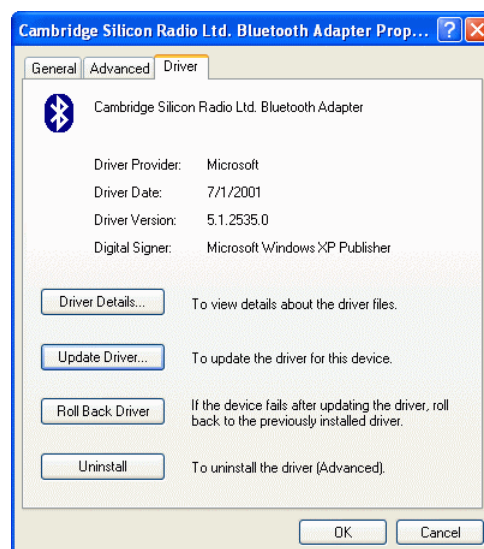 Cambridge Silicon Radio Ltd. Bluetooth Adapter Prop...
General Advanced Driver
Cambridge Silicon Radio Ltd. Bluetooth Adapter
Driver Provider: Microsoft
Driver Date: 7/1/2001
Driver Version: 5.1.2535.0
Digital Signer: Microsoft Windows XP Publisher
Driver Details... To view details about the driver files.
Update Driver... To update the driver for this device.
Roll Back Driver If the device fails after updating the driver, roll
back to the previously installed driver.
Uninstall To uninstall the driver (Advanced).
OK Cancel